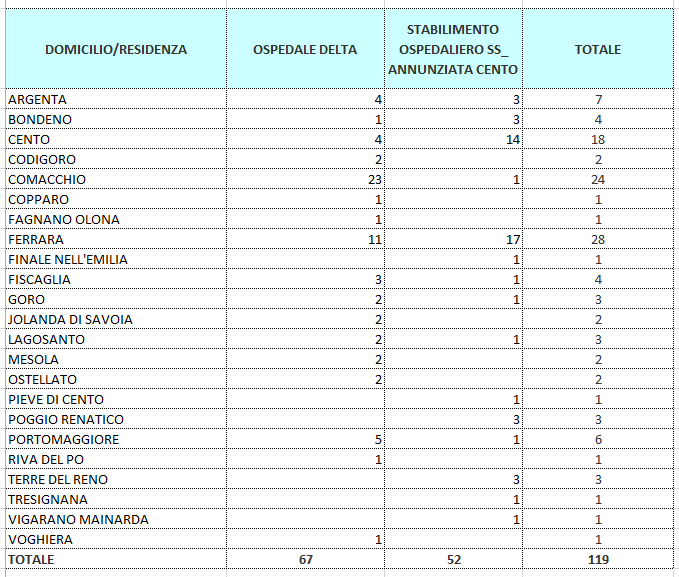 DOMICILIO/RESIDENZA OSPEDALE DELTA STABILIMENTO
OSPEDALIERO SS_
ANNUNZIATA CENTO TOTALE
ARGENTA 4 3 7
BONDENO 1 3 4
CENTO 4 14 18
CODIGORO 2 2
COMACCHIO 23 1 24
COPPARO 1 1
FAGNANO OLONA 1 1
FERRARA 11 17 28
FINALE NELL'EMILIA 1 1
FISCAGLIA 3 1 4
GORO 2 1 3
JOLANDA DI SAVOIA 2 2
LAGOSANTO 2 1 3
MESOLA 2 2
OSTELLATO 2 2
PIEVE DI CENTO 1 1
POGGIO RENATICO 3 3
PORTOMAGGIORE 5 1 6
RIVA DEL PO 1 1
TERRE DEL RENO 3 3
TRESIGNANA 1 1
VIGARANO MAINARDA 1 1
VOGHIERA 1 1
TOTALE 67 52 119